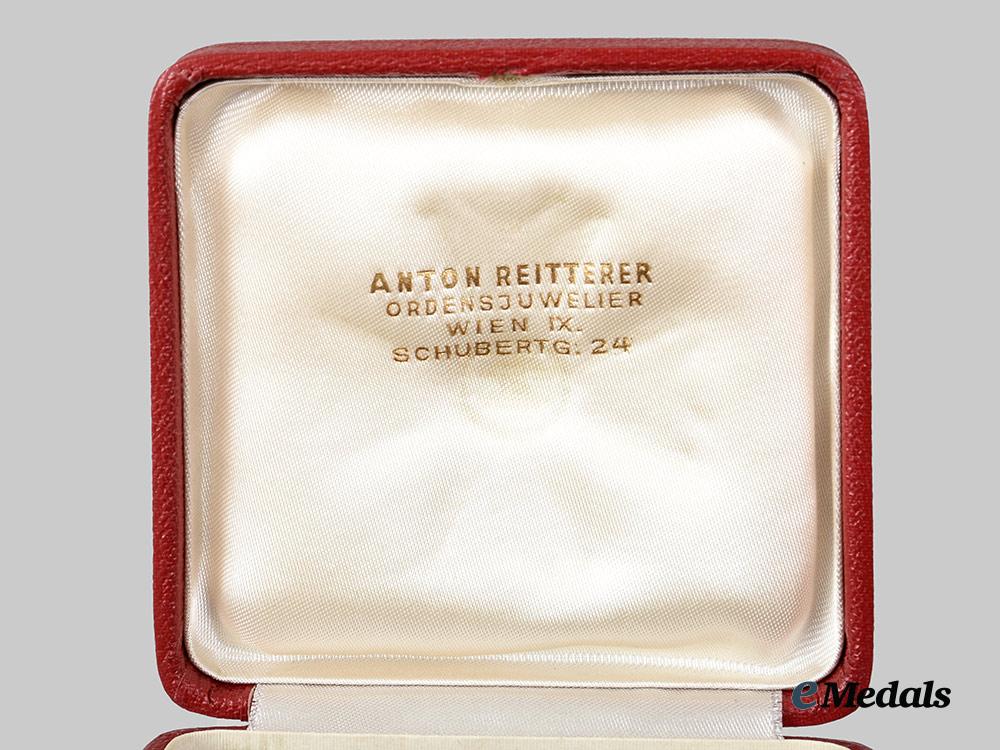 ANTON REITTERER
ORDENSJUWELIER
WIEN IX.
SCHUBERTG. 24
eMedals